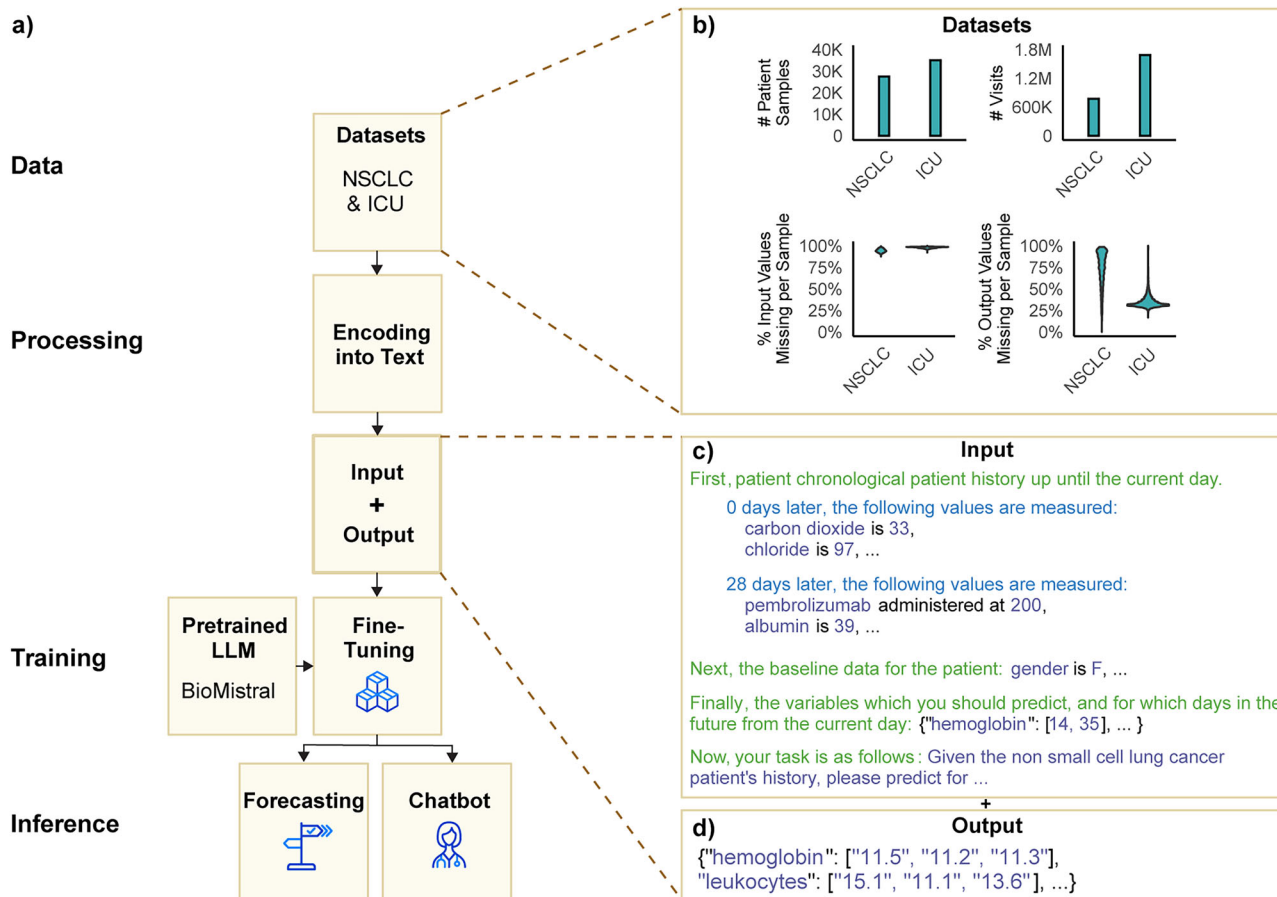 a)
Data
Processing
Training
Inference
Datasets
NSCLC
& ICU
Encoding
into Text
Input
+
Output
Pretrained
LLM
BioMistral
Fine-
Tuning
Forecasting
Chatbot
b)
Datasets
# Patient
Samples
40K
30K
20K
10K
0
NSCLC
ICU
# Visits
1.8M
1.2M
600K
0
NSCLC
ICU
% Input Values
Missing per Sample
100%
75%
50%
25%
0%
NSCLC
ICU
% Output Values
Missing per Sample
100%
75%
50%
25%
0%
NSCLC
ICU
c)
Input
First, patient chronological patient history up until the current day.
0 days later, the following values are measured:
carbon dioxide is 33,
chloride is 97, ...
28 days later, the following values are measured:
pembrolizumab administered at 200,
albumin is 39, ...
Next, the baseline data for the patient: gender is F, ...
Finally, the variables which you should predict, and for which days in the
future from the current day: {"hemoglobin": [14, 35], ... }
Now, your task is as follows : Given the non small cell lung cancer
patient's history, please predict for ...
+
d)
Output
{"hemoglobin": ["11.5", "11.2", "11.3"],
"leukocytes": ["15.1", "11.1", "13.6"], ...}